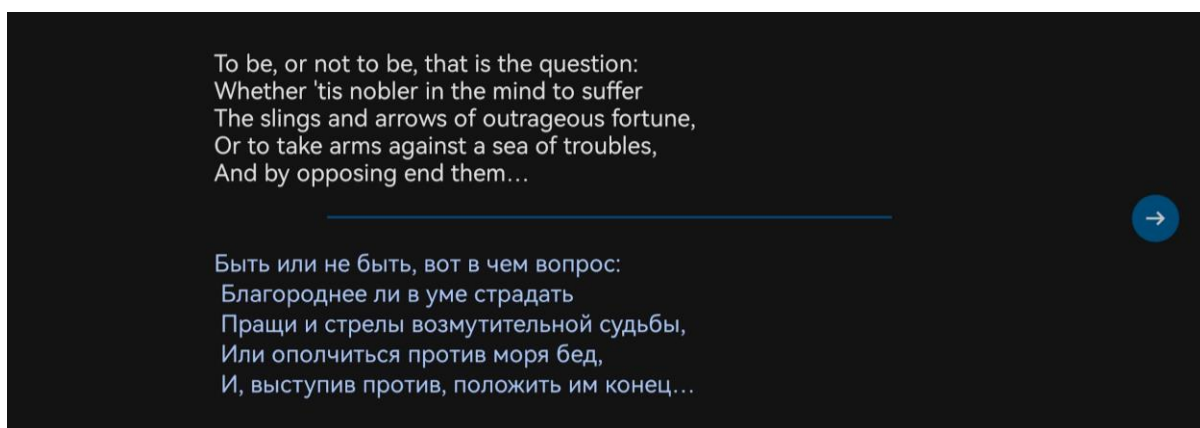 To be, or not to be, that is the question:
Whether 'tis nobler in the mind to suffer
The slings and arrows of outrageous fortune,
Or to take arms against a sea of troubles,
And by opposing end them…
Быть или не быть, вот в чем вопрос:
Благороднее ли в уме страдать
Пращи и стрелы возмутительной судьбы,
Или ополчиться против моря бед,
И, выступив против, положить им конец…